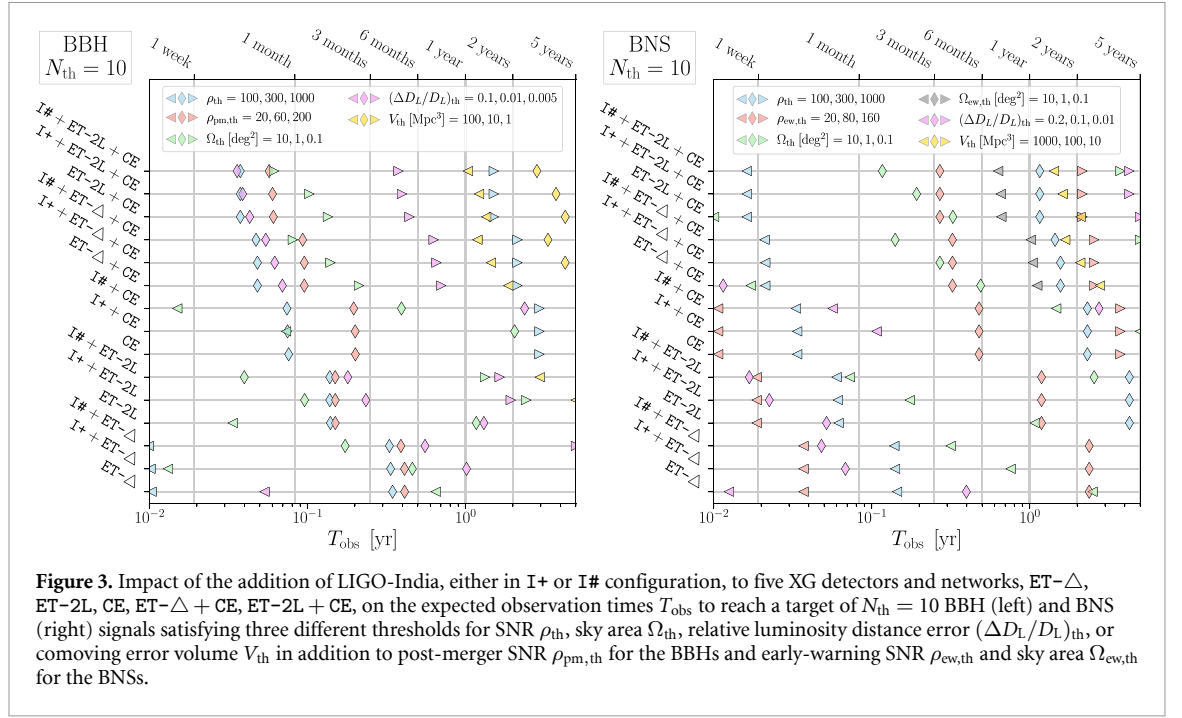 BBH
N_th = 10
1 week
1 month
3 months
6 months
1 year
2 years
5 years
ρ_th = 100, 300, 1000
ρ_pm,th = 20, 60, 200
Ω_th [deg²] = 10, 1, 0.1
(ΔD_L/D_L)_th = 0.1, 0.01, 0.005
V_th [Mpc³] = 100, 10, 1
I# + ET-2L + CE
I+ + ET-2L + CE
ET-2L + CE
I# + ET-△ + CE
I+ + ET-△ + CE
ET-△ + CE
I# + CE
I+ + CE
CE
I# + ET-2L
I+ + ET-2L
ET-2L
I# + ET-△
I+ + ET-△
ET-△
10⁻²
10⁻¹
10⁰
T_obs [yr]
BNS
N_th = 10
1 week
1 month
3 months
6 months
1 year
2 years
5 years
ρ_th = 100, 300, 1000
ρ_ew,th = 20, 80, 160
Ω_th [deg²] = 10, 1, 0.1
Ω_ew,th [deg²] = 10, 1, 0.1
(ΔD_L/D_L)_th = 0.2, 0.1, 0.01
V_th [Mpc³] = 1000, 100, 10
I# + ET-2L + CE
I+ + ET-2L + CE
ET-2L + CE
I# + ET-△ + CE
I+ + ET-△ + CE
ET-△ + CE
I# + CE
I+ + CE
CE
I# + ET-2L
I+ + ET-2L
ET-2L
I# + ET-△
I+ + ET-△
ET-△
10⁻²
10⁻¹
10⁰
T_obs [yr]
Figure 3. Impact of the addition of LIGO-India, either in I+ or I# configuration, to five XG detectors and networks, ET-△,
ET-2L, CE, ET-△ + CE, ET-2L + CE, on the expected observation times T_obs to reach a target of N_th = 10 BBH (left) and BNS
(right) signals satisfying three different thresholds for SNR ρ_th, sky area Ω_th, relative luminosity distance error (ΔD_L/D_L)_th, or
comoving error volume V_th in addition to post-merger SNR ρ_pm,th for the BBHs and early-warning SNR ρ_ew,th and sky area Ω_ew,th
for the BNSs.